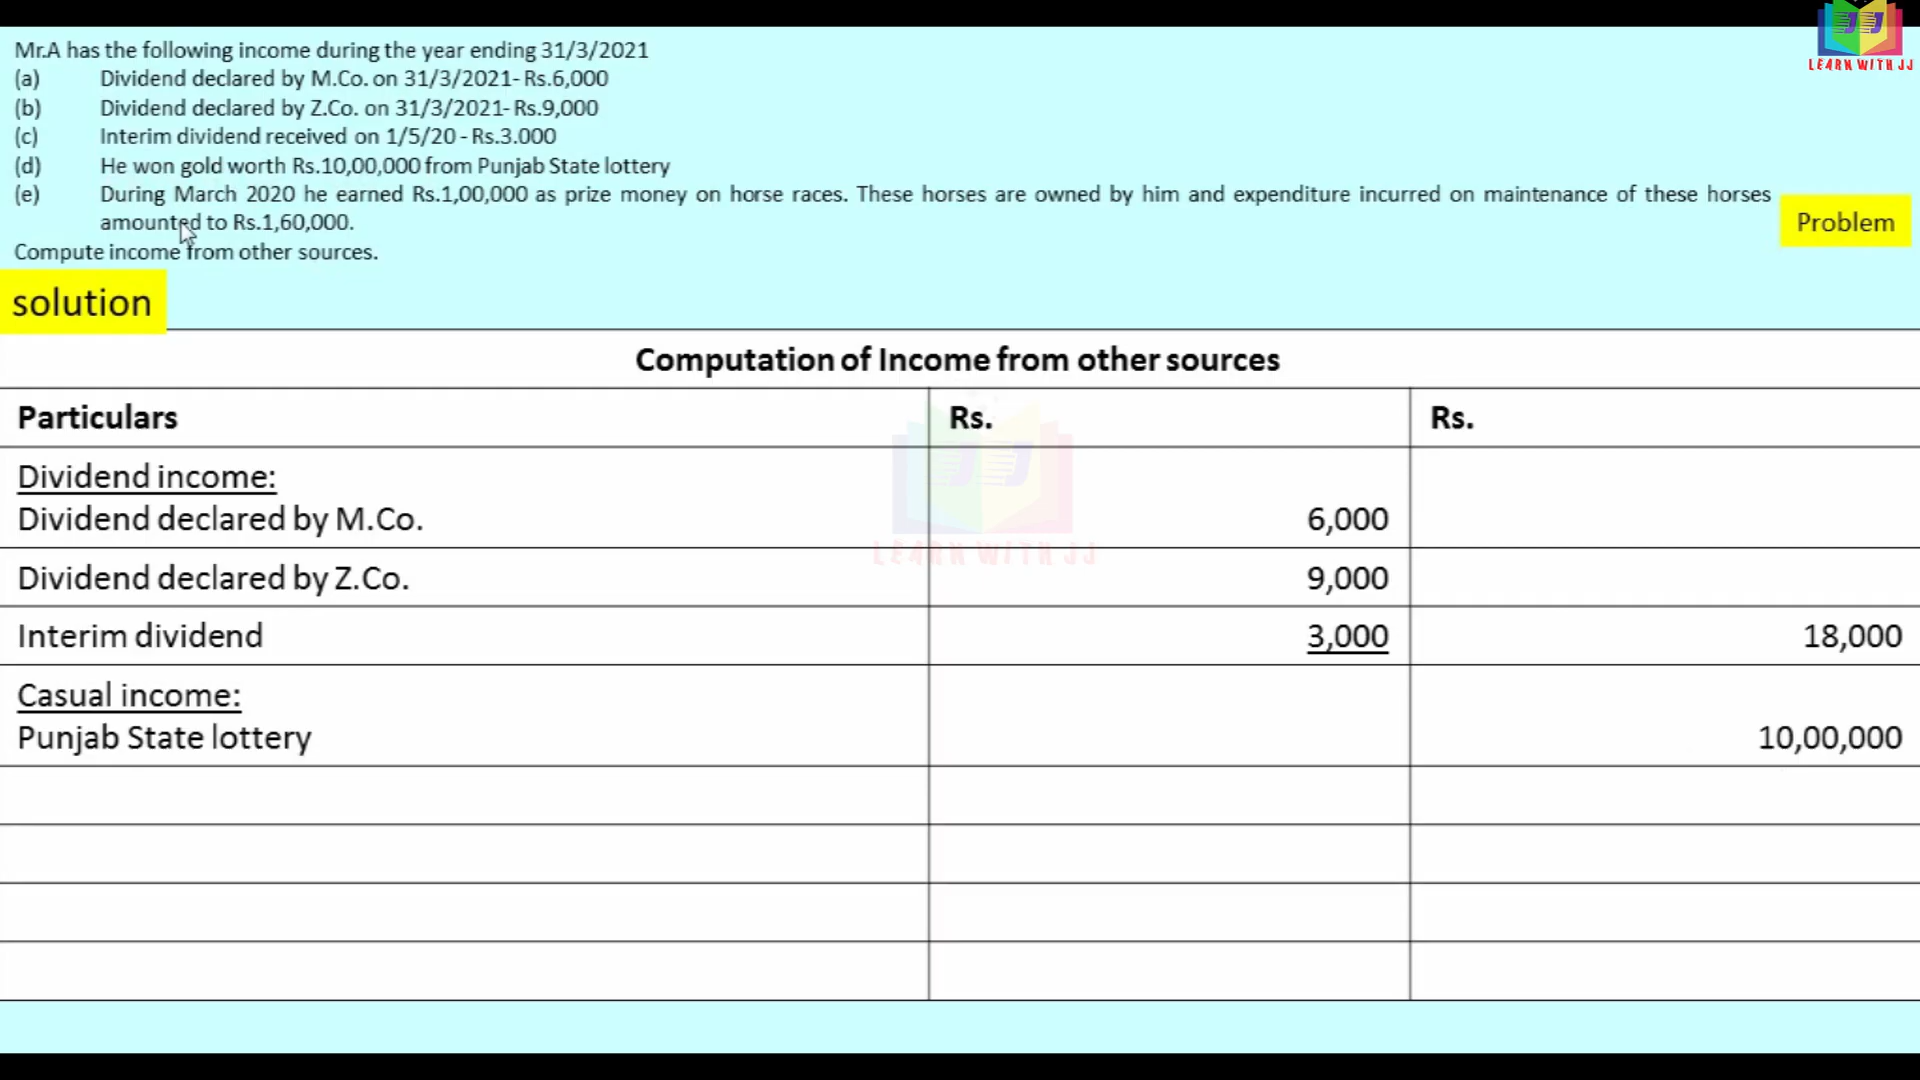 LEARN WITH JJ
Mr.A has the following income during the year ending 31/3/2021
(a) Dividend declared by M.Co. on 31/3/2021- Rs.6,000
(b) Dividend declared by Z.Co. on 31/3/2021- Rs.9,000
(c) Interim dividend received on 1/5/20 - Rs.3.000
(d) He won gold worth Rs.10,00,000 from Punjab State lottery
(e) During March 2020 he earned Rs.1,00,000 as prize money on horse races. These horses are owned by him and expenditure incurred on maintenance of these horses
amounted to Rs.1,60,000.
Problem
Compute income from other sources.
solution
Computation of Income from other sources
Particulars Rs. Rs.
Dividend income:
Dividend declared by M.Co. 6,000
LEARN WITH JJ
Dividend declared by Z.Co. 9,000
Interim dividend 3,000 18,000
Casual income:
Punjab State lottery 10,00,000